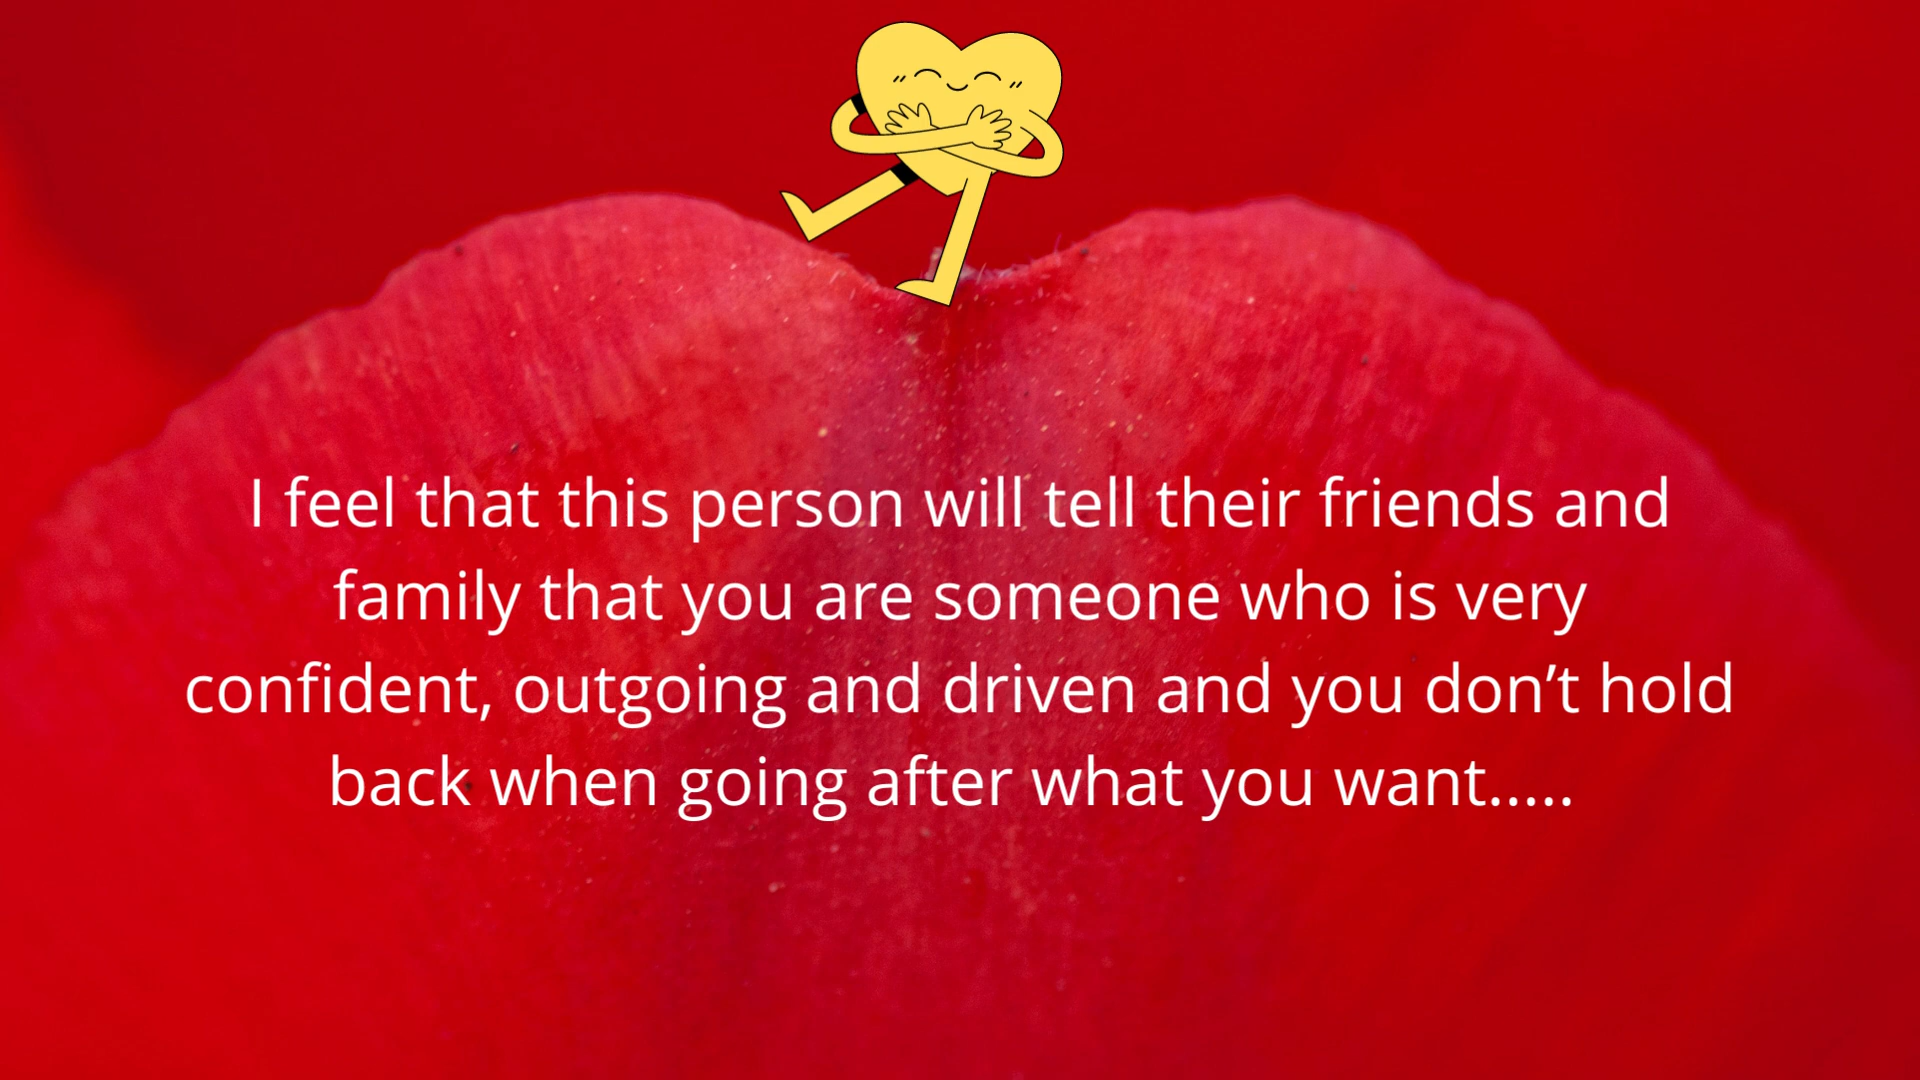 I feel that this person will tell their friends and
family that you are someone who is very
confident, outgoing and driven and you don’t hold
back when going after what you want.....